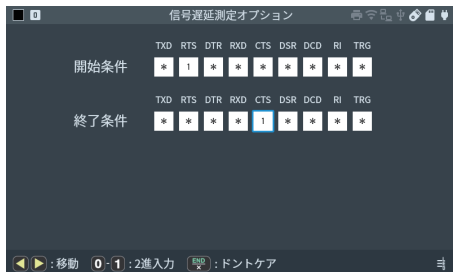 0 信号遅延測定オプション
TXD RTS DTR RXD CTS DSR DCD RI TRG
開始条件 * 1 * * * * * * *
TXD RTS DTR RXD CTS DSR DCD RI TRG
終了条件 * * * * 1 * * * *
◀ ▶ : 移動 0 - 1 : 2進入力 END X : ドントケア